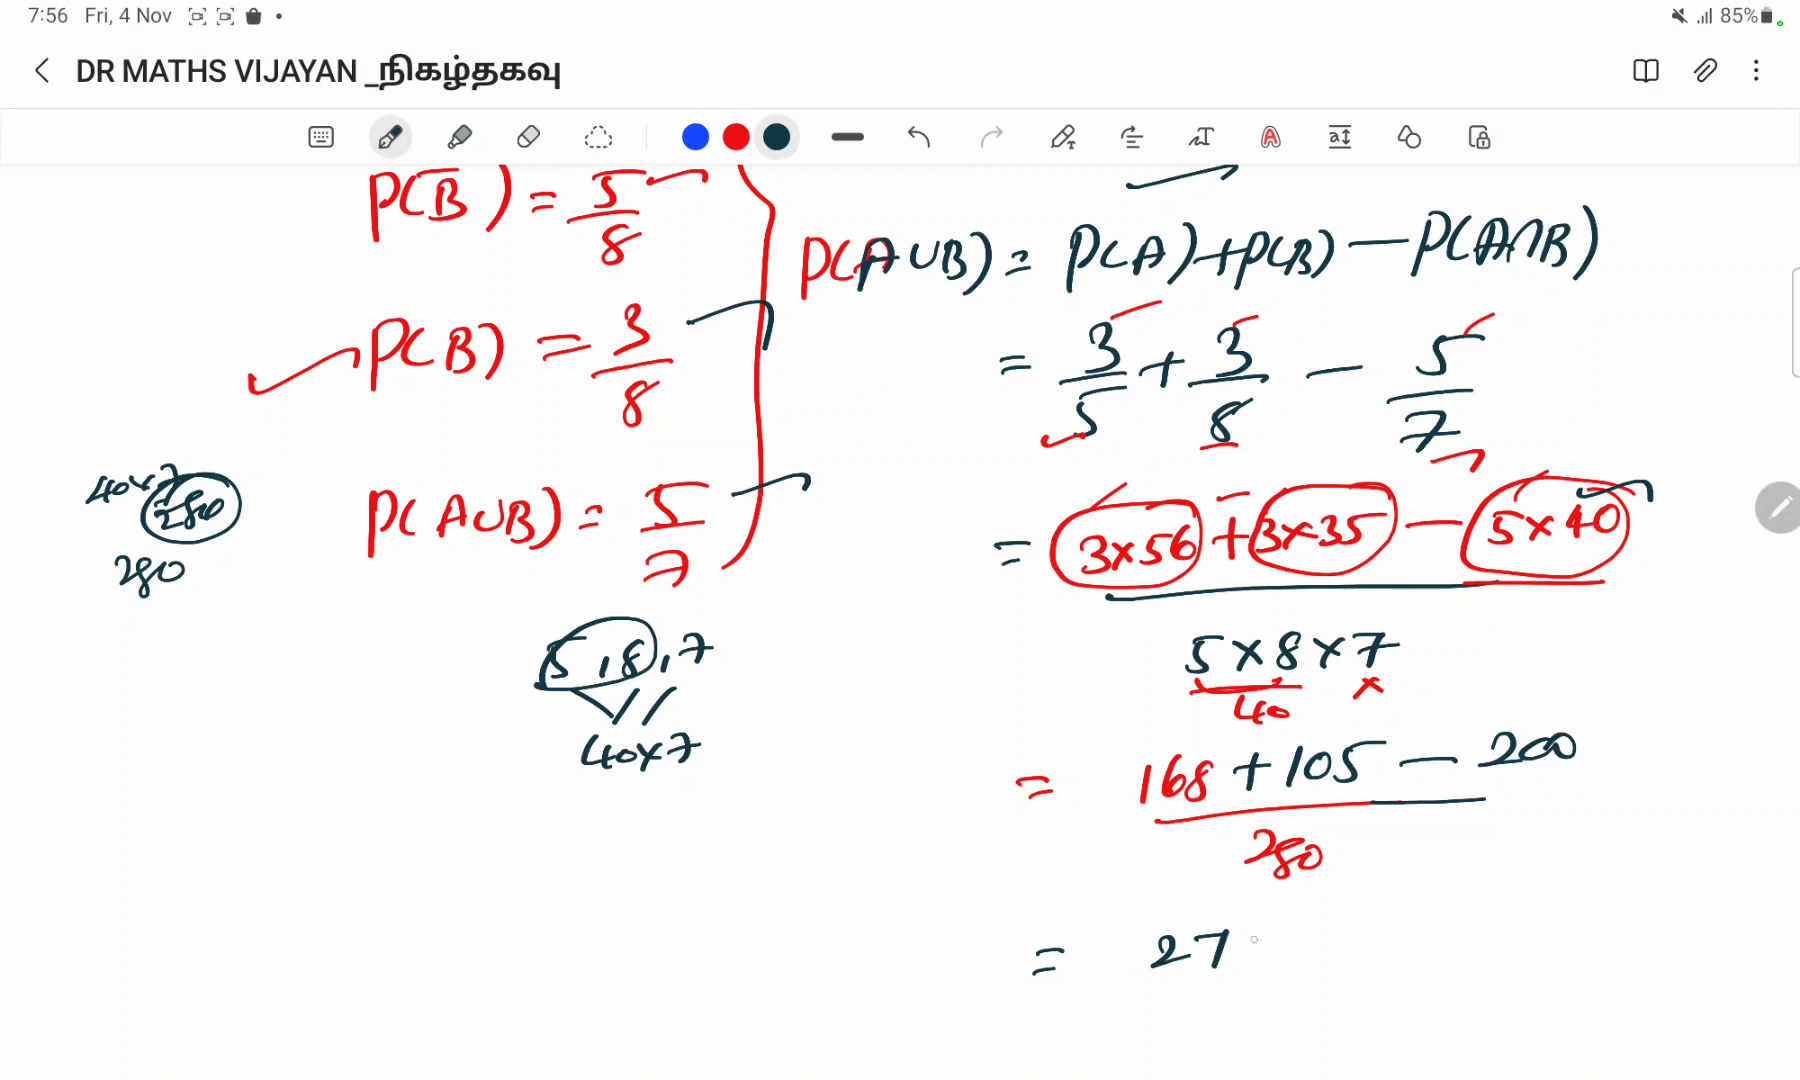 7:56 Fri, 4 Nov
85%
DR MATHS VIJAYAN _நிகழ்தகவு
P(B̅) = 5/8
P(B) = 3/8
P(A∪B) = 5/7
40×7
280
280
5,8,7
40×7
P(A∪B) = P(A)+P(B) — P(A∩B)
= 3/5 + 3/8 — 5/7
= 3×56 + 3×35 — 5×40
5×8×7
40 ×
= 168 + 105 — 200
280
= 27